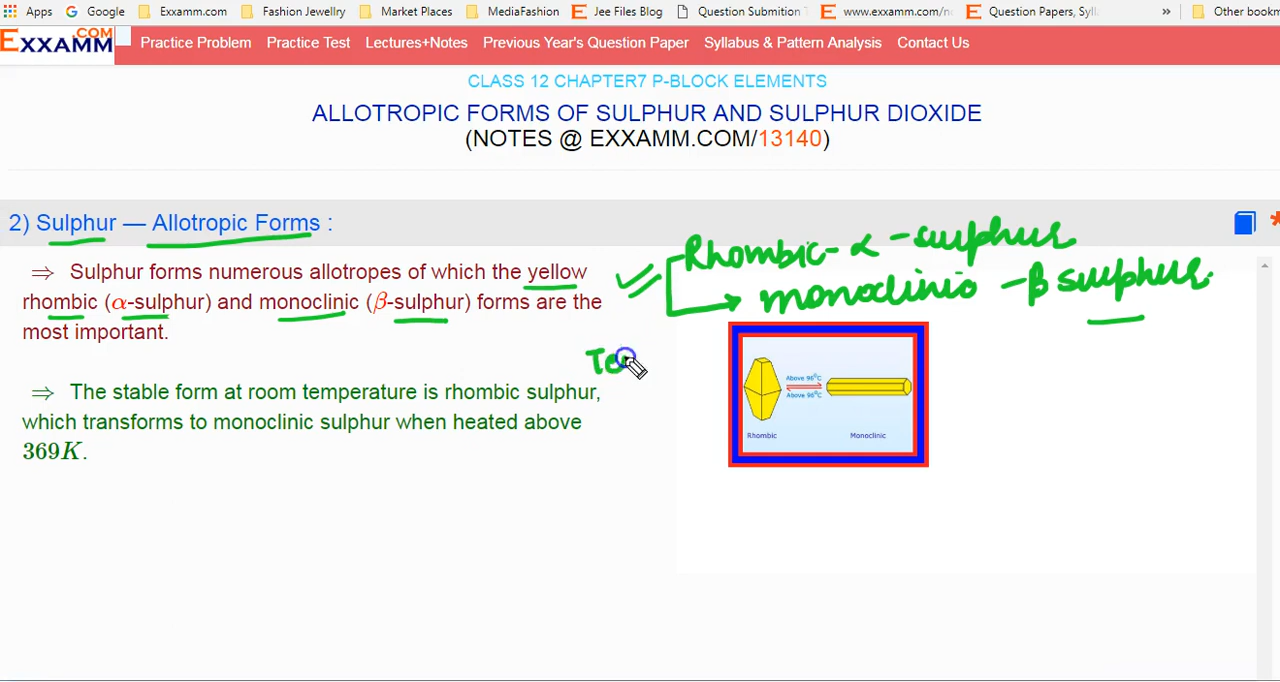 Apps Google Exxamm.com Fashion Jewellry Market Places MediaFashion Jee Files Blog Question Submition www.exxamm.com/n Question Papers, Syll » Other bookm
EXXAMM .COM
Practice Problem Practice Test Lectures+Notes Previous Year's Question Paper Syllabus & Pattern Analysis Contact Us
CLASS 12 CHAPTER7 P-BLOCK ELEMENTS
ALLOTROPIC FORMS OF SULPHUR AND SULPHUR DIOXIDE
(NOTES @ EXXAMM.COM/13140)
2) Sulphur — Allotropic Forms :
⇒ Sulphur forms numerous allotropes of which the yellow
rhombic (α-sulphur) and monoclinic (β-sulphur) forms are the
most important.
Rhombic-α-sulphur
monoclinic -β sulphur
Te
⇒ The stable form at room temperature is rhombic sulphur,
which transforms to monoclinic sulphur when heated above
369K.
Above 96⁰C
Above 96⁰C
Rhombic Monoclinic